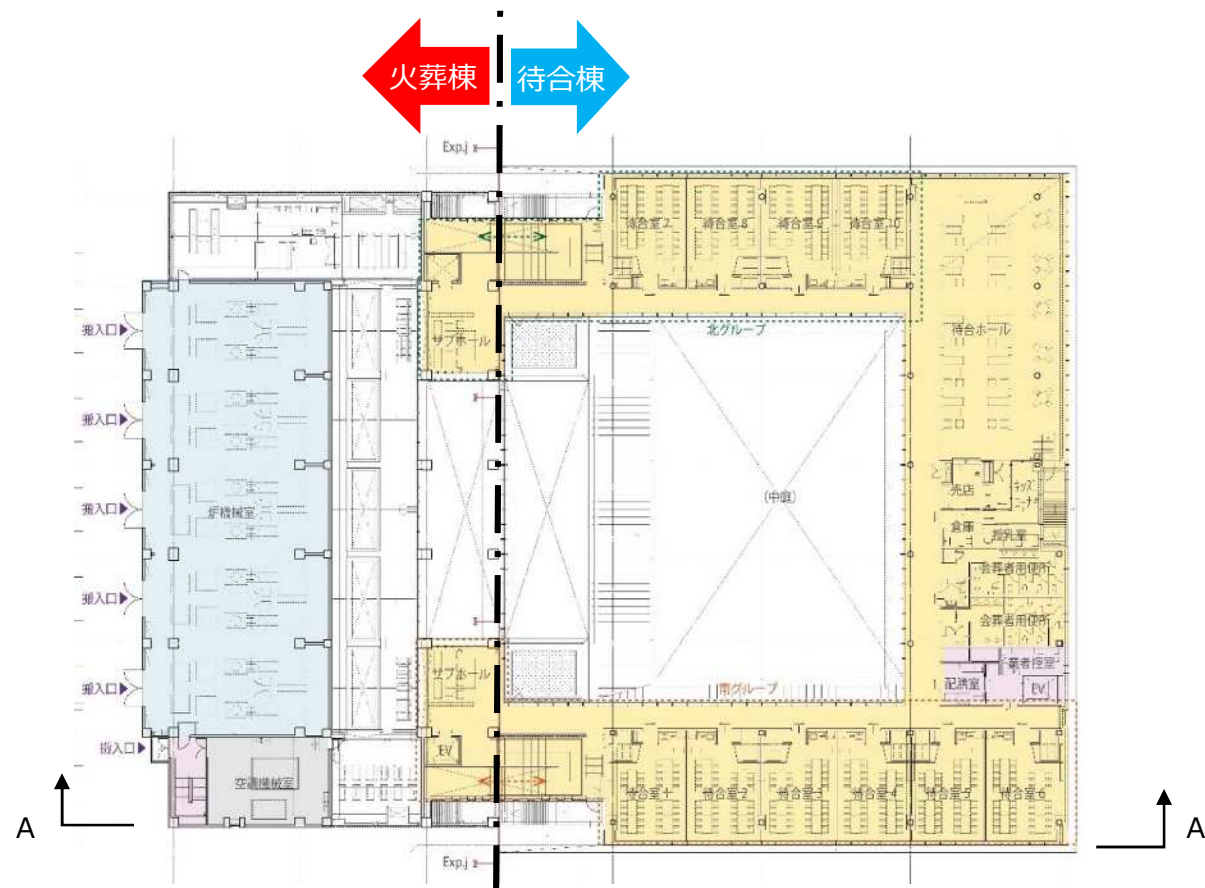 火葬棟
待合棟
Exp.j
待合室 7
待合室 8
待合室 9
待合室 10
搬入口
北グループ
待合ホール
サブホール
搬入口
売店
キッズコーナー
(中庭)
炉機械室
搬入口
倉庫
授乳室
会葬者用便所
搬入口
会葬者用便所
業者控室
サブホール
搬入口
南グループ
配膳室
EV
搬入口
EV
空調機械室
待合室 1
待合室 2
待合室 3
待合室 4
待合室 5
待合室 6
A
A
Exp.j